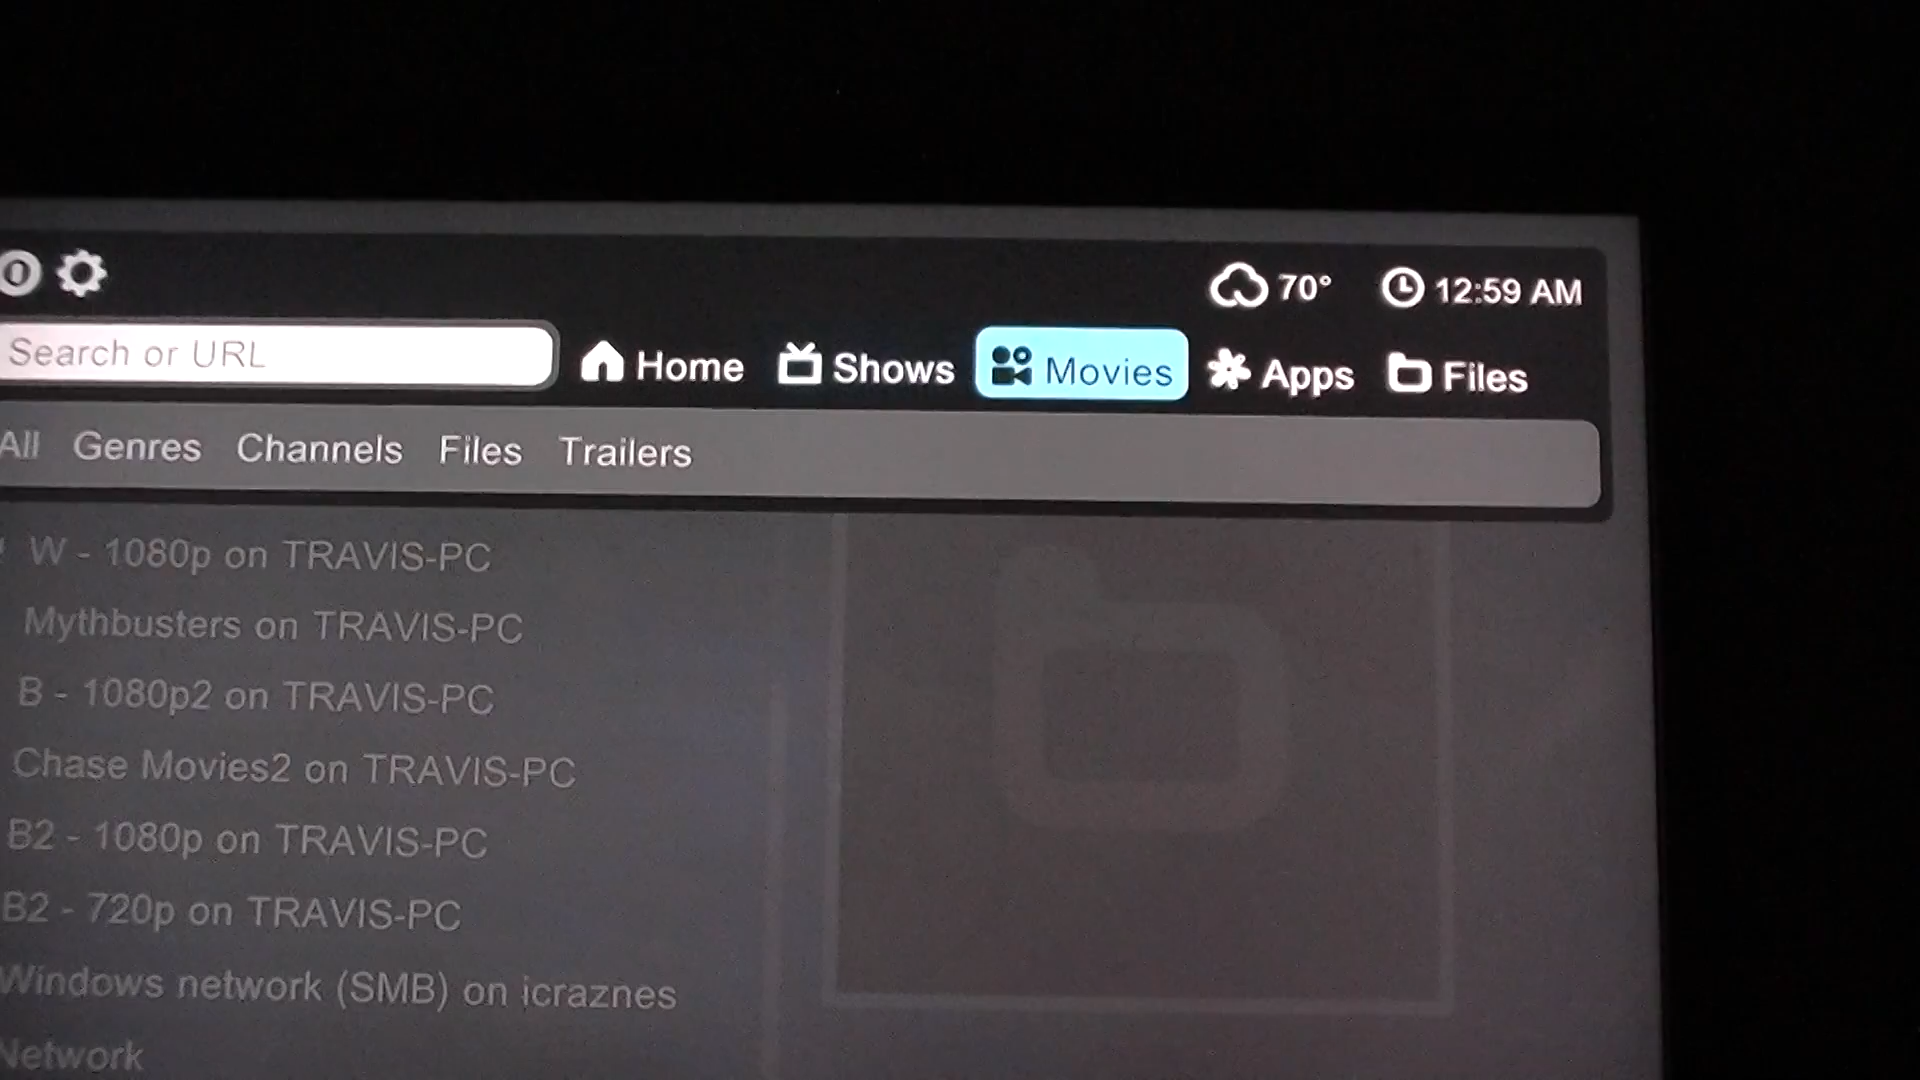 0
70° 12:59 AM
Search or URL Home Shows Movies Apps Files
All Genres Channels Files Trailers
W - 1080p on TRAVIS-PC
Mythbusters on TRAVIS-PC
B - 1080p2 on TRAVIS-PC
Chase Movies2 on TRAVIS-PC
B2 - 1080p on TRAVIS-PC
B2 - 720p on TRAVIS-PC
Windows network (SMB) on icraznes
Network